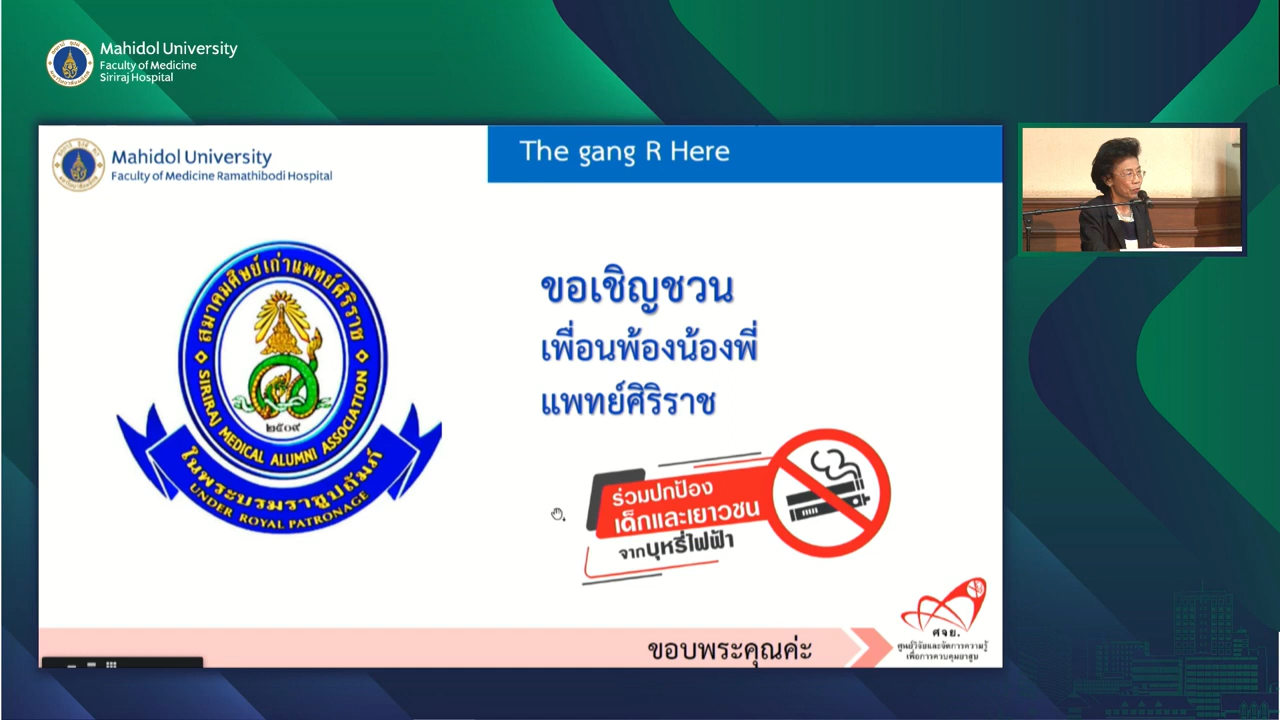 Mahidol University
Faculty of Medicine
Siriraj Hospital
Mahidol University
Faculty of Medicine Ramathibodi Hospital
The gang R Here
สมาคมศิษย์เก่าแพทย์ศิริราช
๒๕๐๙
SIRIRAJ MEDICAL ALUMNI ASSOCIATION
ในพระบรมราชูปถัมภ์
UNDER ROYAL PATRONAGE
ขอเชิญชวน
เพื่อนพ้องน้องพี่
แพทย์ศิริราช
ร่วมปกป้อง
เด็กและเยาวชน
จากบุหรี่ไฟฟ้า
ขอบพระคุณค่ะ
ศจย.
ศูนย์วิจัยและจัดการความรู้
เพื่อการควบคุมยาสูบ